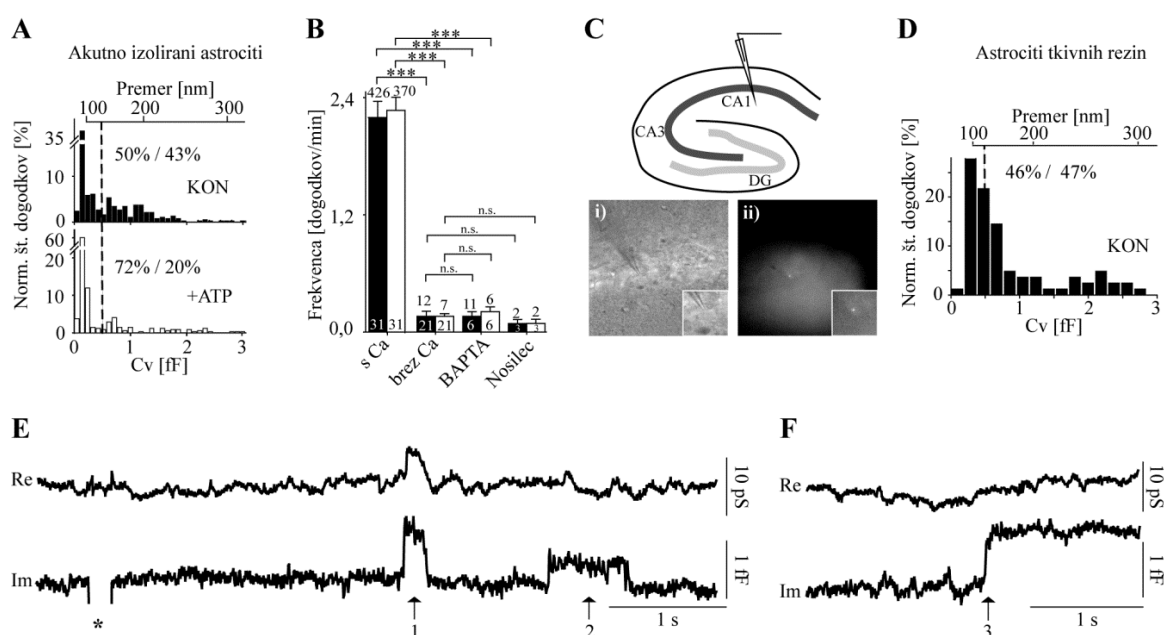 A
Akutno izolirani astrociti
Premer [nm]
100 200 300
Norm. št. dogodkov [%]
35
10
0
50% / 43%
KON
60
20
10
0
72% / 20%
+ATP
0 1 2 3
Cv [fF]
B
***
***
***
***
426 370
n.s.
n.s.
n.s.
n.s.
12 7 11 6 2 2
31 31 21 21 6 6 3 3
Frekvenca [dogodkov/min]
2,4
1,2
0,0
s Ca
brez Ca
BAPTA
Nosilec
C
CA1
CA3
DG
i)
ii)
D
Astrociti tkivnih rezin
Premer [nm]
100 200 300
Norm. št. dogodkov [%]
20
10
0
46% / 47%
KON
0 1 2 3
Cv [fF]
E
Re
10 pS
Im
1 fF
*
1
2
1 s
F
Re
10 pS
Im
1 fF
3
1 s